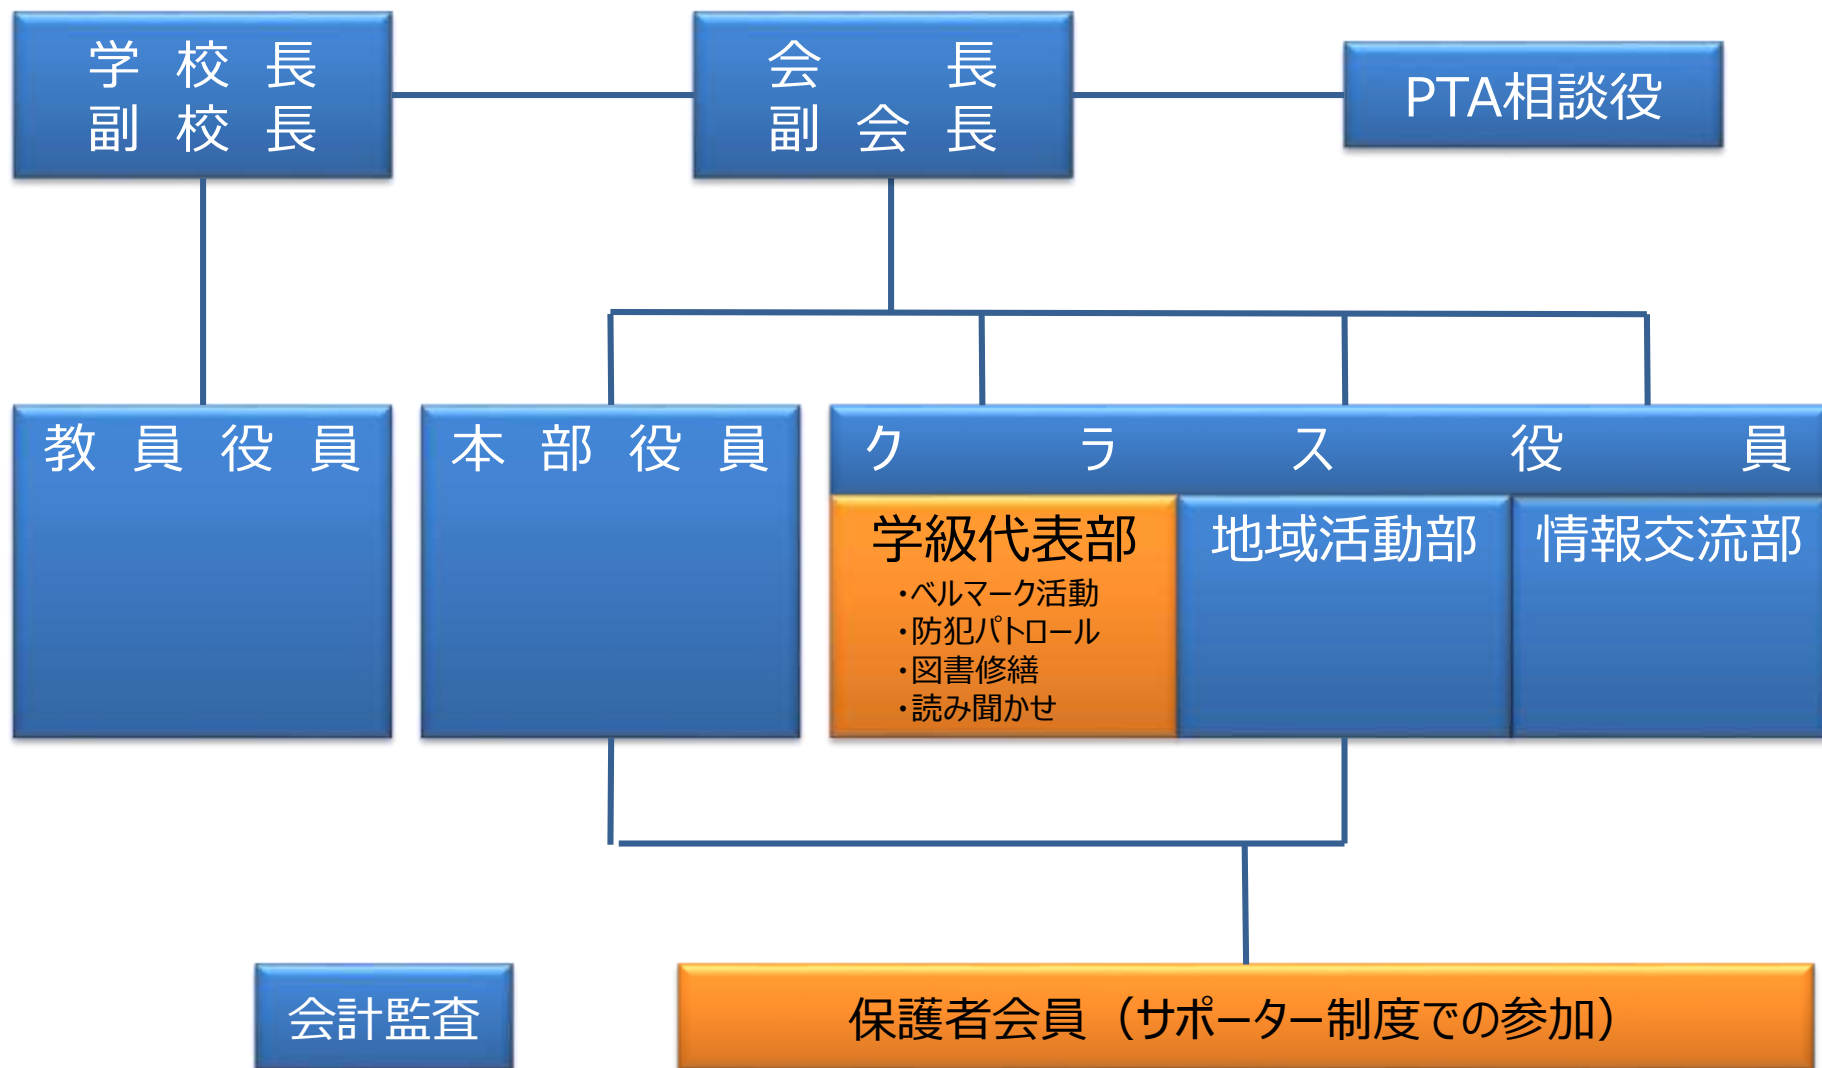 学校長
副校長
会長
副会長
PTA相談役
教員役員
本部役員
クラス役員
学級代表部
・ベルマーク活動
・防犯パトロール
・図書修繕
・読み聞かせ
地域活動部
情報交流部
会計監査
保護者会員（サポーター制度での参加）